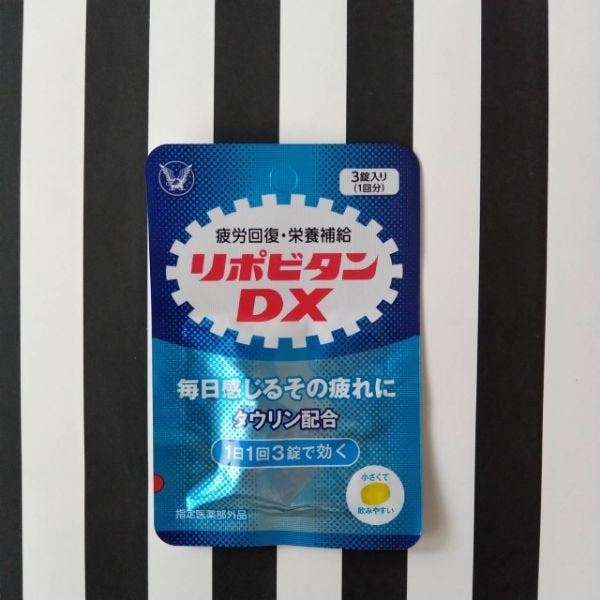 3錠入り
(1回分)
疲労回復・栄養補給
リポビタン
DX
毎日感じるその疲れに
タウリン配合
1日1回3錠で効く
小さくて
飲みやすい
指定医薬部外品